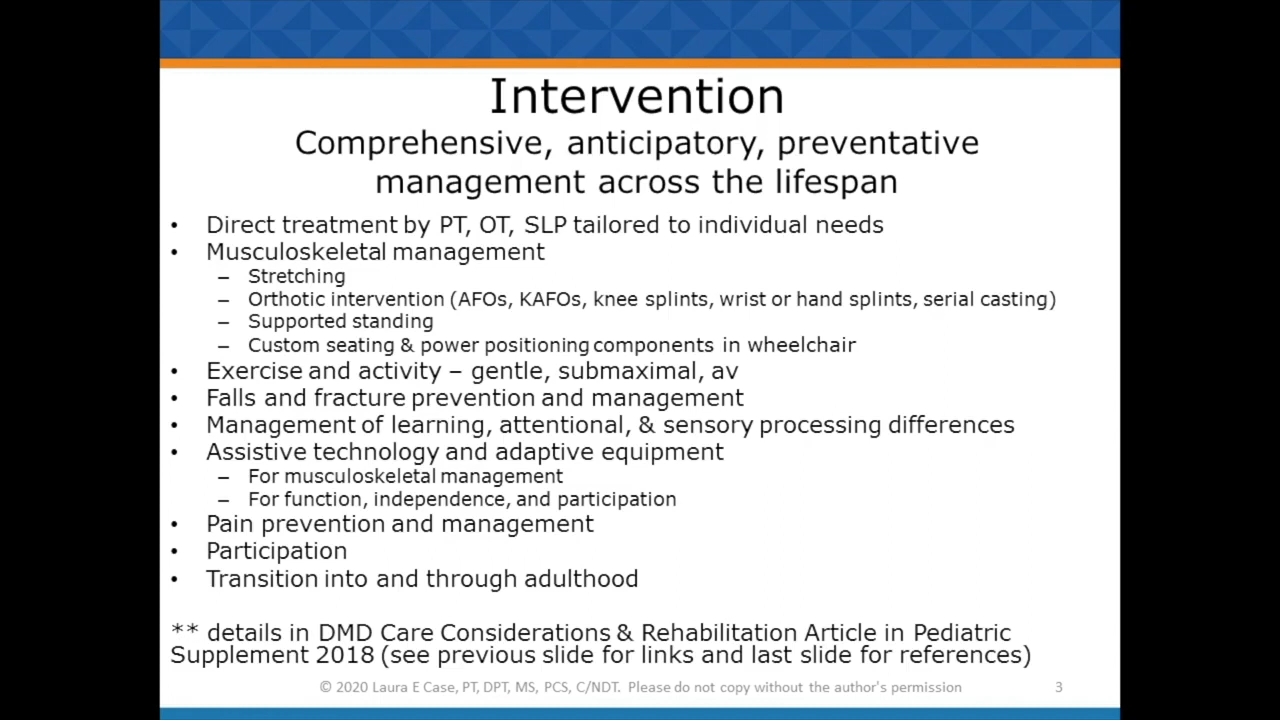 Intervention
Comprehensive, anticipatory, preventative
management across the lifespan
• Direct treatment by PT, OT, SLP tailored to individual needs
• Musculoskeletal management
– Stretching
– Orthotic intervention (AFOs, KAFOs, knee splints, wrist or hand splints, serial casting)
– Supported standing
– Custom seating & power positioning components in wheelchair
• Exercise and activity – gentle, submaximal, av
• Falls and fracture prevention and management
• Management of learning, attentional, & sensory processing differences
• Assistive technology and adaptive equipment
– For musculoskeletal management
– For function, independence, and participation
• Pain prevention and management
• Participation
• Transition into and through adulthood
** details in DMD Care Considerations & Rehabilitation Article in Pediatric
Supplement 2018 (see previous slide for links and last slide for references)
© 2020 Laura E Case, PT, DPT, MS, PCS, C/NDT. Please do not copy without the author's permission 3